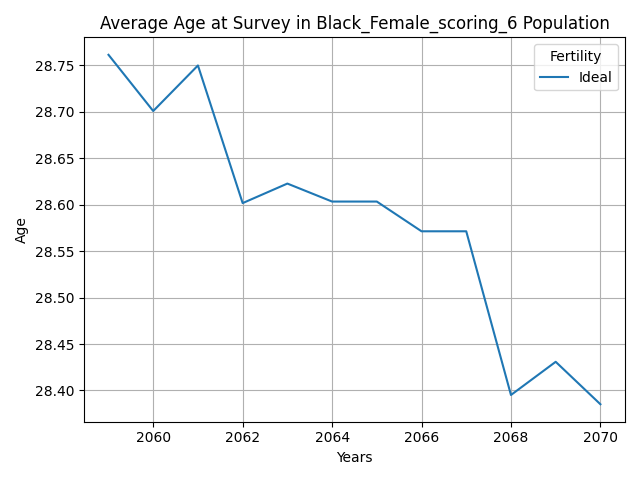 Average Age at Survey in Black_Female_scoring_6 Population
Fertility
Ideal
28.75
28.70
28.65
28.60
28.55
28.50
28.45
28.40
Age
2060 2062 2064 2066 2068 2070
Years